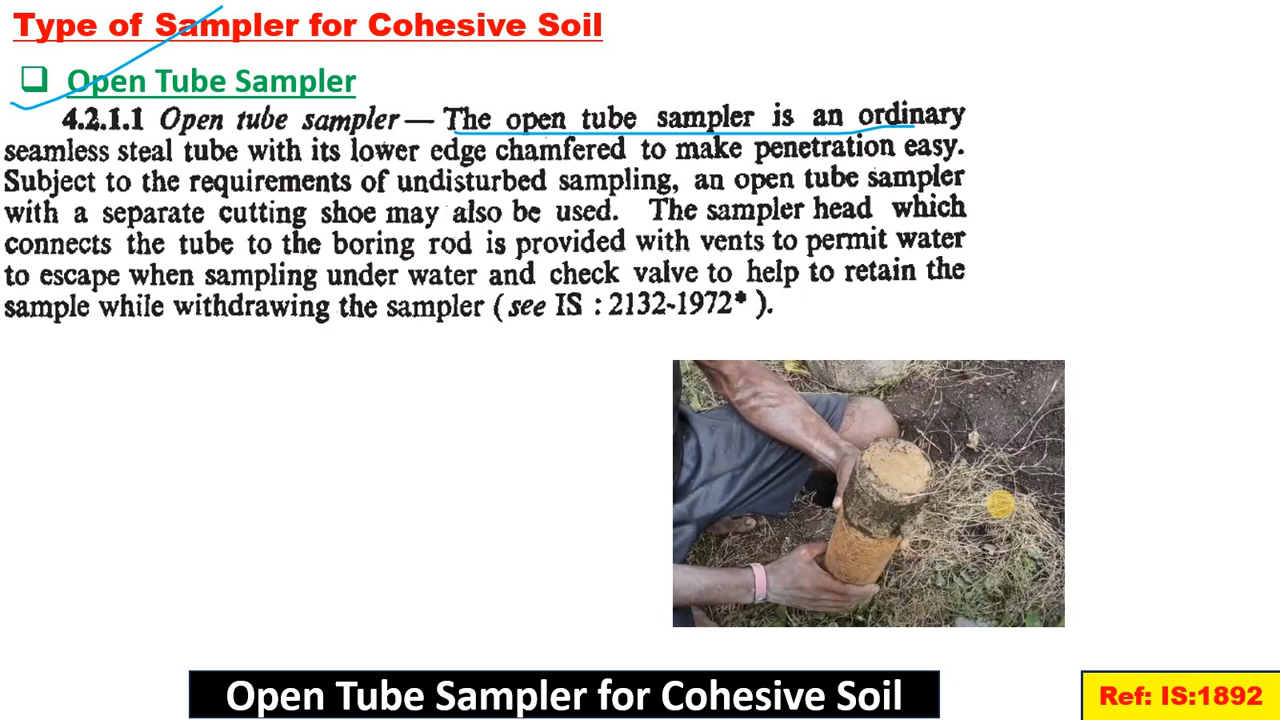 Type of Sampler for Cohesive Soil
Open Tube Sampler
4.2.1.1 Open tube sampler — The open tube sampler is an ordinary
seamless steal tube with its lower edge chamfered to make penetration easy.
Subject to the requirements of undisturbed sampling, an open tube sampler
with a separate cutting shoe may also be used. The sampler head which
connects the tube to the boring rod is provided with vents to permit water
to escape when sampling under water and check valve to help to retain the
sample while withdrawing the sampler ( see IS : 2132-1972* ).
Open Tube Sampler for Cohesive Soil
Ref: IS:1892